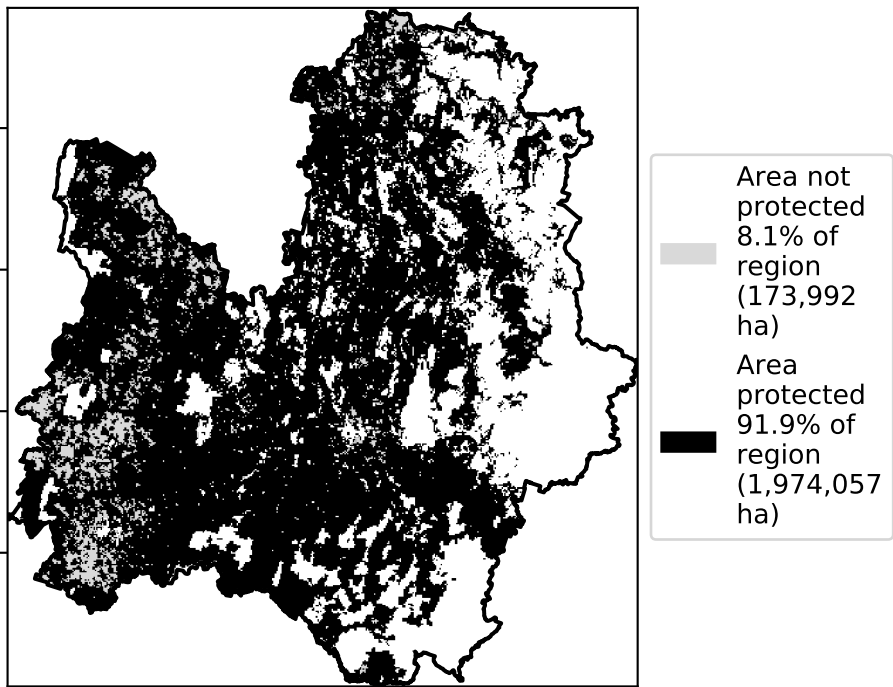 Area not
protected
8.1% of
region
(173,992
ha)
Area
protected
91.9% of
region
(1,974,057
ha)